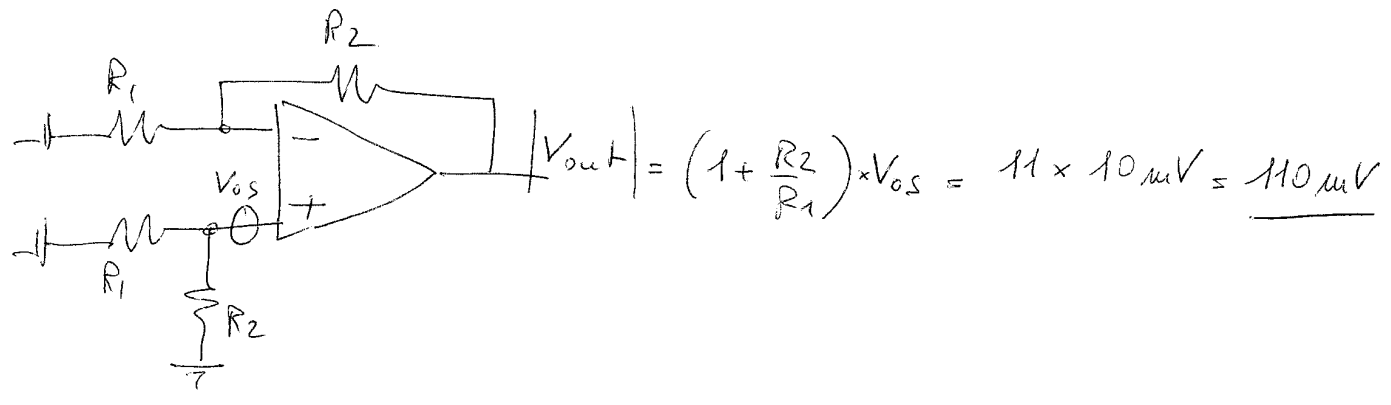 R2
R1
Vos
|Vout| = (1 + R2/R1) × Vos = 11 × 10 mV = 110 mV
R1
R2